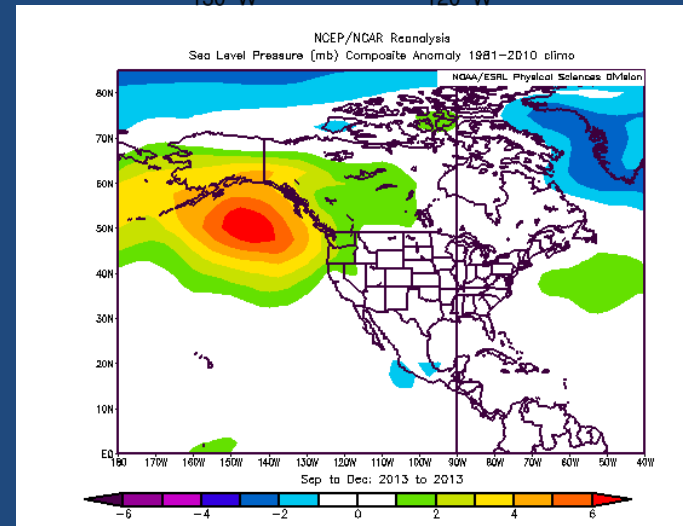 NCEP/NCAR Reanalysis
Sea Level Pressure (mb) Composite Anomaly 1981-2010 climo
NOAA/ESRL Physical Sciences Division
80N
70N
60N
50N
40N
30N
20N
10N
EQ
180 170W 160W 150W 140W 130W 120W 110W 100W 90W 80W 70W 60W 50W 40W
Sep to Dec: 2013 to 2013
-6 -4 -2 0 2 4 6